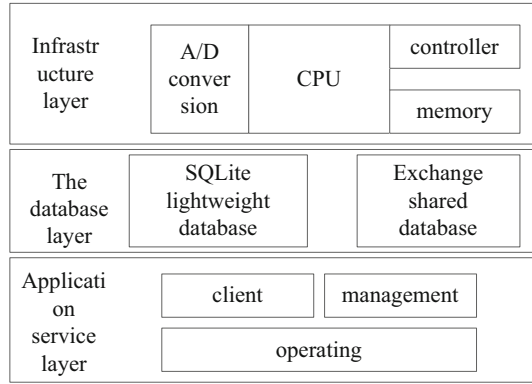 Infrastr
ucture
layer
A/D
conver
sion
CPU
controller
memory
The
database
layer
SQLite
lightweight
database
Exchange
shared
database
Applicati
on
service
layer
client
management
operating